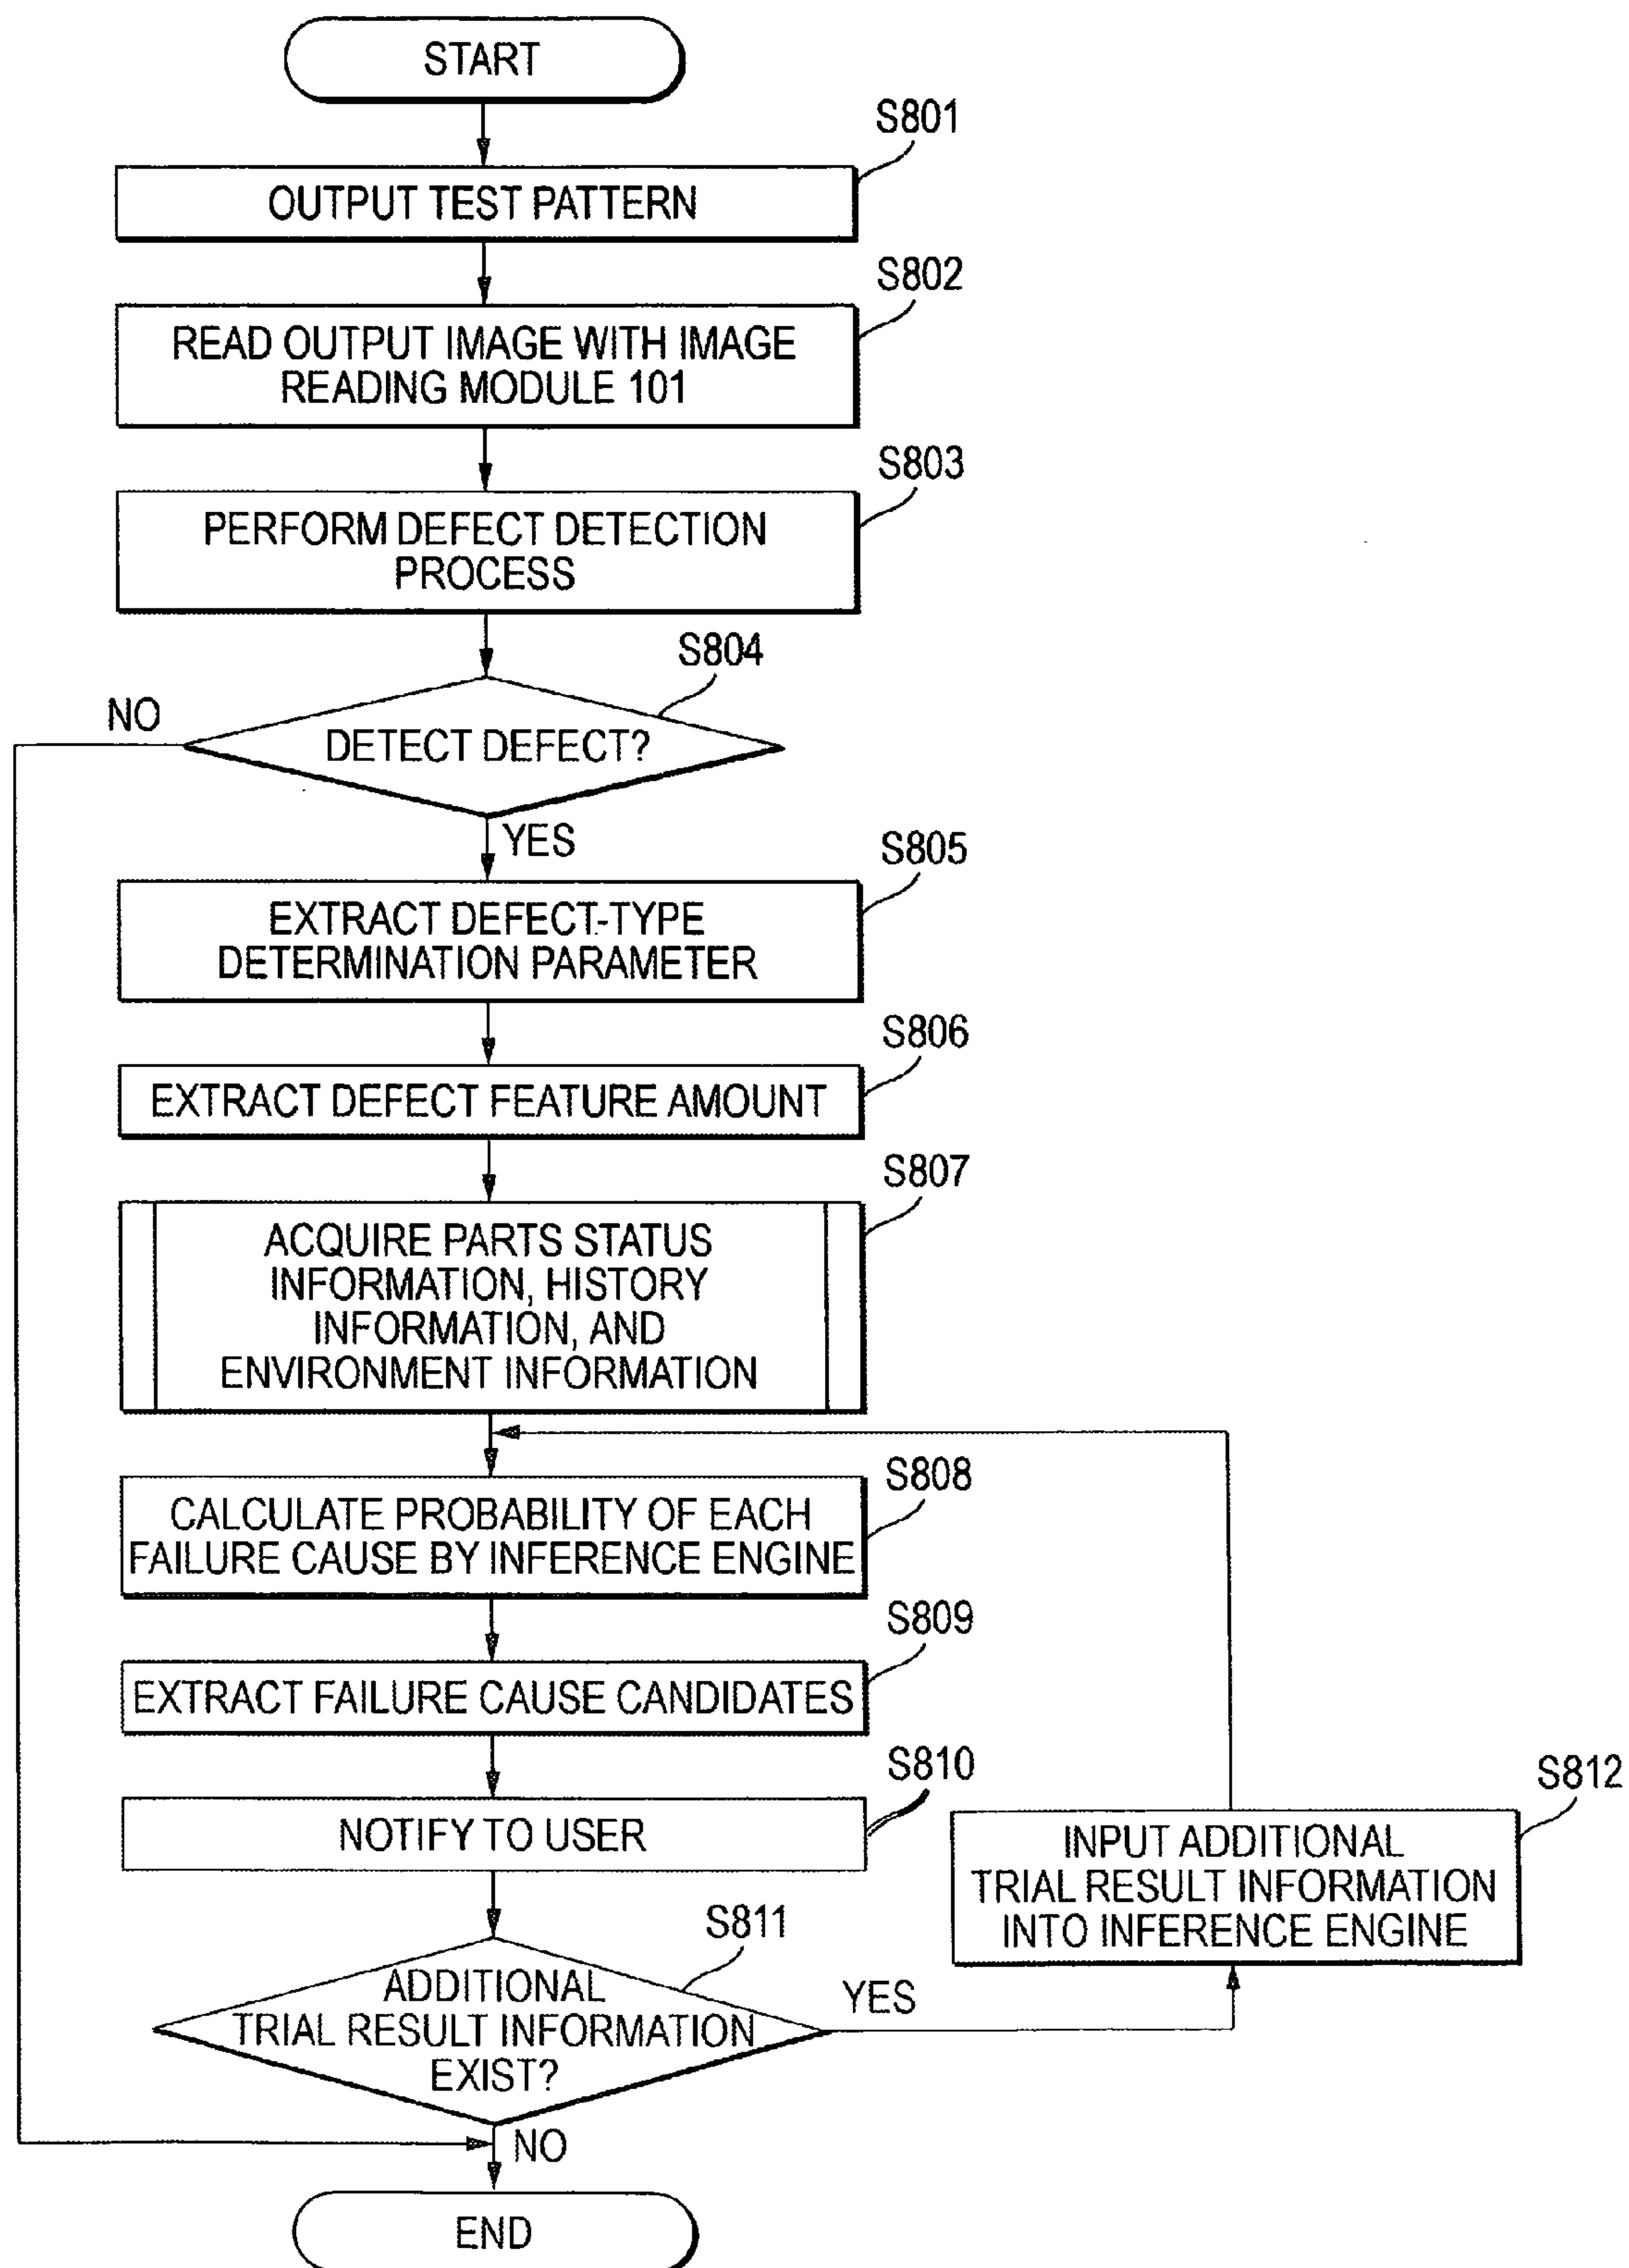 START
S801
OUTPUT TEST PATTERN
S802
READ OUTPUT IMAGE WITH IMAGE
READING MODULE 101
S803
PERFORM DEFECT DETECTION
PROCESS
S804
NO
DETECT DEFECT?
YES
S805
EXTRACT DEFECT-TYPE
DETERMINATION PARAMETER
S806
EXTRACT DEFECT FEATURE AMOUNT
S807
ACQUIRE PARTS STATUS
INFORMATION, HISTORY
INFORMATION, AND
ENVIRONMENT INFORMATION
S808
CALCULATE PROBABILITY OF EACH
FAILURE CAUSE BY INFERENCE ENGINE
S809
EXTRACT FAILURE CAUSE CANDIDATES
S810
NOTIFY TO USER
S812
INPUT ADDITIONAL
TRIAL RESULT INFORMATION
INTO INFERENCE ENGINE
S811
ADDITIONAL
TRIAL RESULT INFORMATION
EXIST?
YES
NO
END